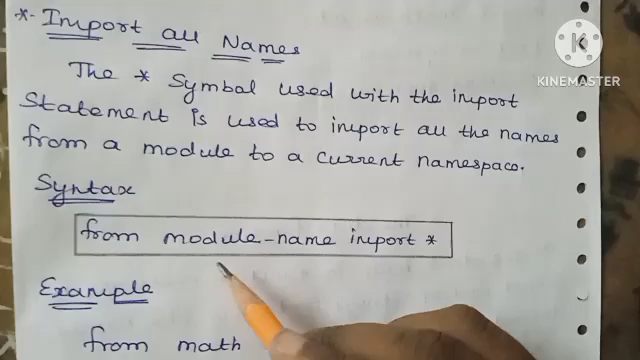 * Import all Names
K
KINEMASTER
The * Symbal used with the import
Statement is used to import all the names
from a module to a current namespace.
Syntax
from module-name import *
Example
from math